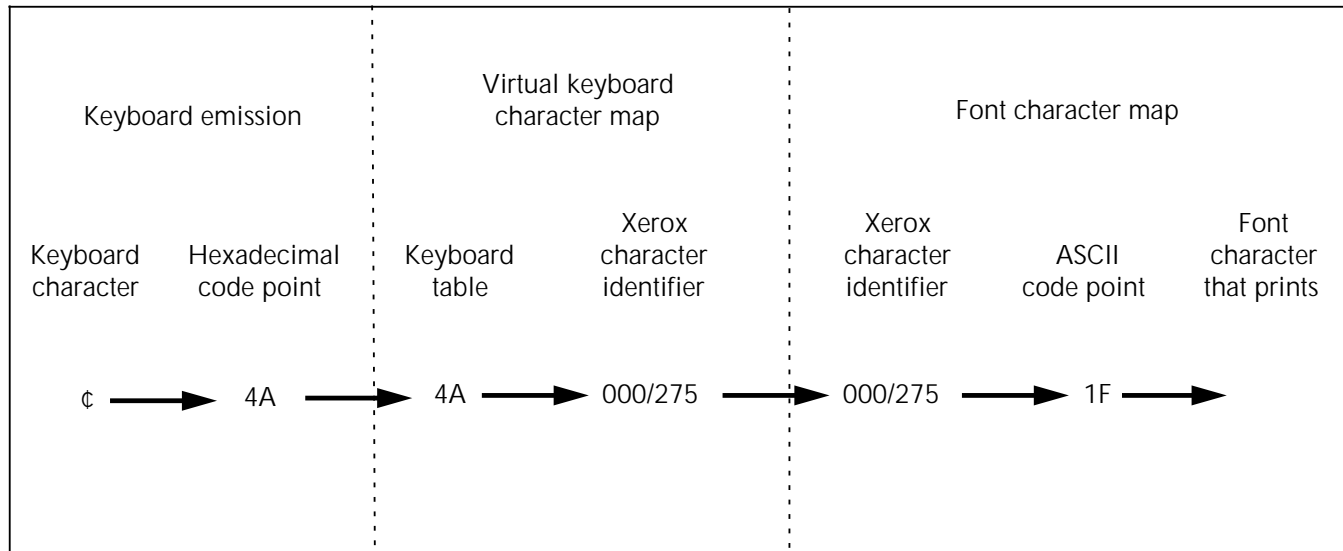 Keyboard emission
Virtual keyboard
character map
Font character map
Keyboard
character
Hexadecimal
code point
Keyboard
table
Xerox
character
identifier
Xerox
character
identifier
ASCII
code point
Font
character
that prints
¢ 4A 4A 000/275 000/275 1F